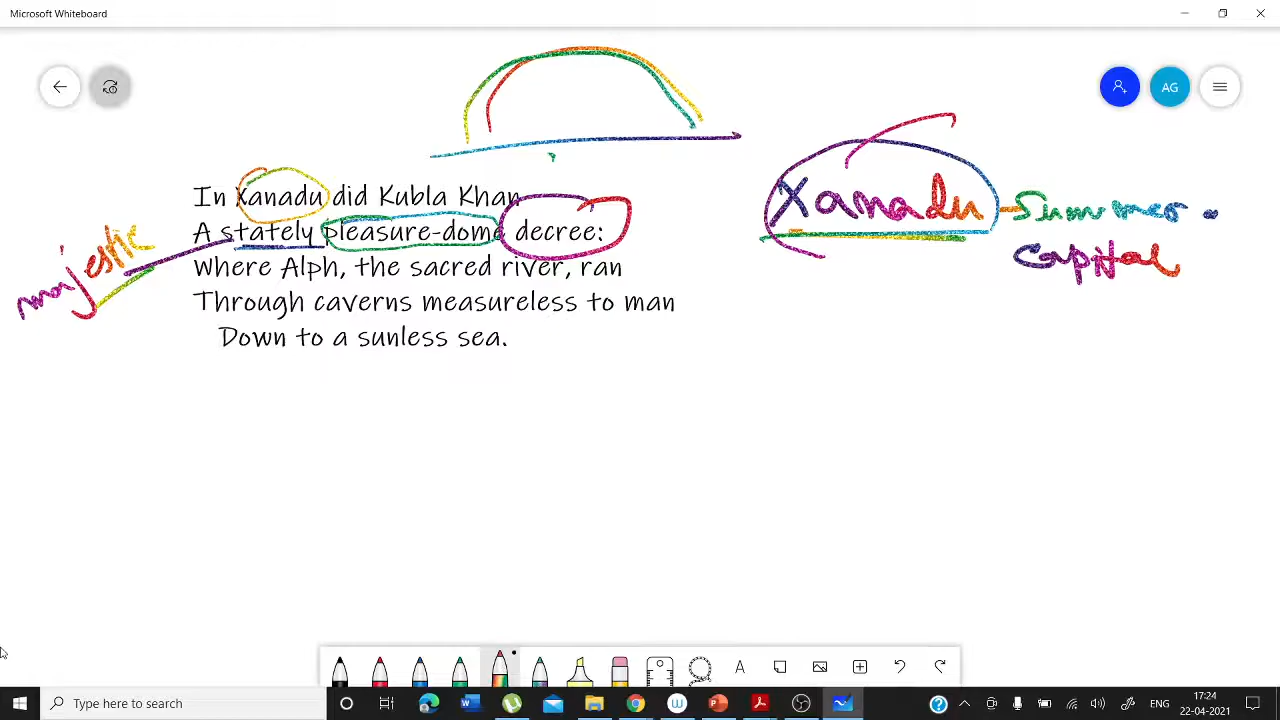 Microsoft Whiteboard
AG
In Xanadu did Kubla Khan
A stately pleasure-dome decree:
Where Alph, the sacred river, ran
Through caverns measureless to man
Down to a sunless sea.
majestic
Xanadu - Summer
Capital
A
Type here to search
ENG
17:24
22-04-2021